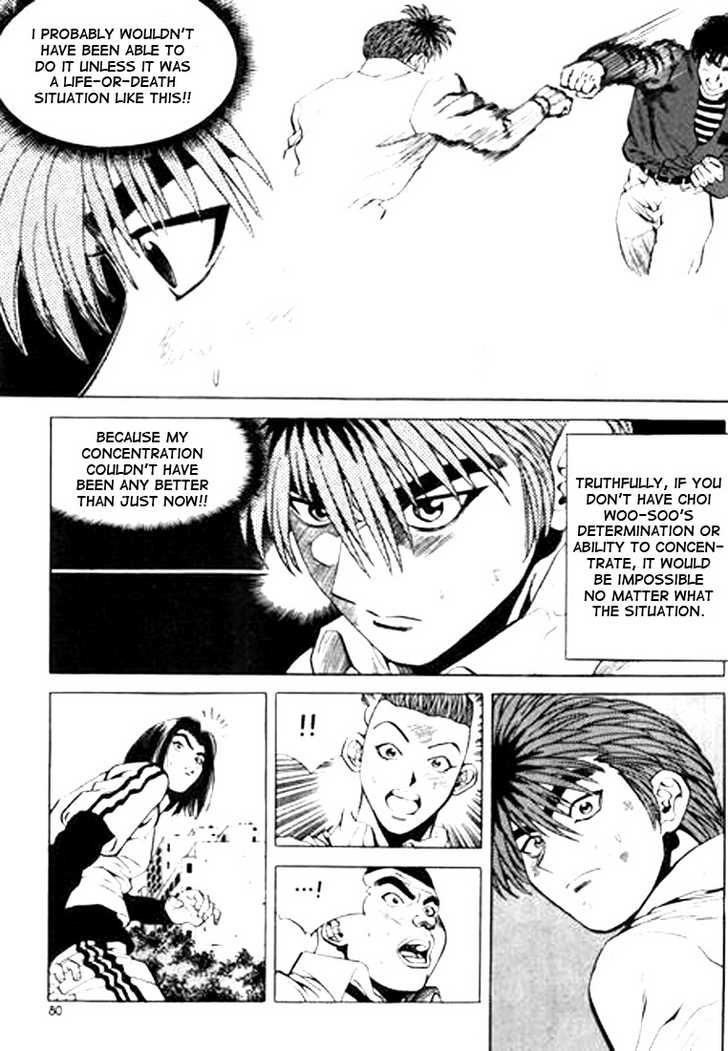 I PROBABLY WOULDN'T
HAVE BEEN ABLE TO
DO IT UNLESS IT WAS
A LIFE-OR-DEATH
SITUATION LIKE THIS!!
BECAUSE MY
CONCENTRATION
COULDN'T HAVE
BEEN ANY BETTER
THAN JUST NOW!!
TRUTHFULLY, IF YOU
DON'T HAVE CHOI
WOO-SOO'S
DETERMINATION OR
ABILITY TO CONCEN-
TRATE, IT WOULD
BE IMPOSSIBLE
NO MATTER WHAT
THE SITUATION.
!!
...!
80